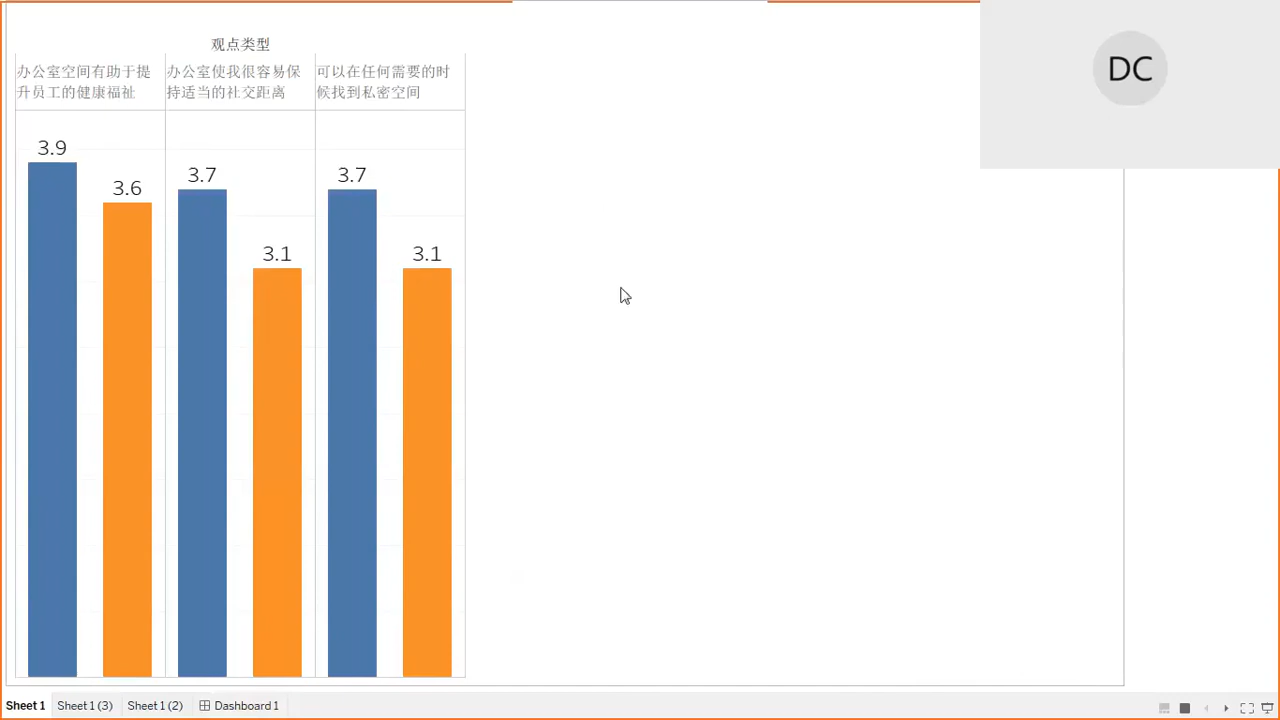 观点类型
办公室空间有助于提
升员工的健康福祉
办公室使我很容易保
持适当的社交距离
可以在任何需要的时
候找到私密空间
3.9
3.6
3.7
3.1
3.7
3.1
DC
Sheet 1
Sheet 1 (3)
Sheet 1 (2)
Dashboard 1